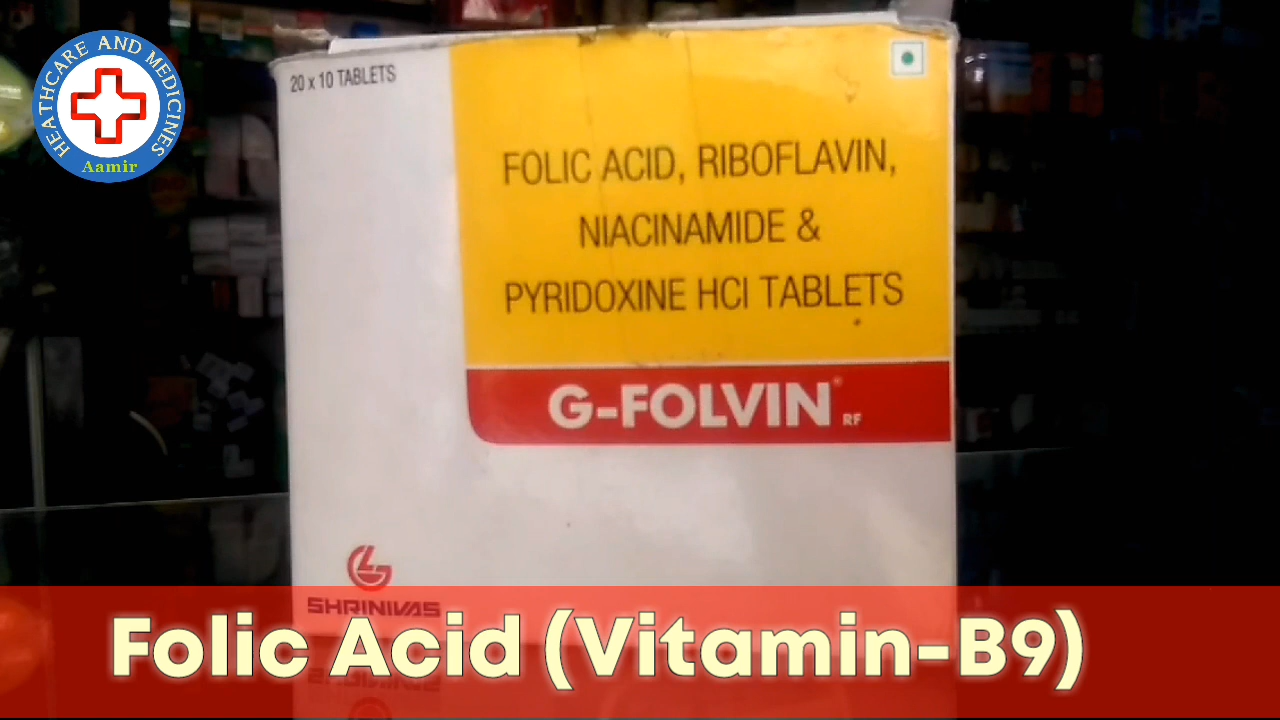 HEATHCARE AND MEDICINES
Aamir
20 x 10 TABLETS
FOLIC ACID, RIBOFLAVIN,
NIACINAMIDE &
PYRIDOXINE HCl TABLETS
G-FOLVIN RF
SHRINIVAS
Folic Acid (Vitamin-B9)